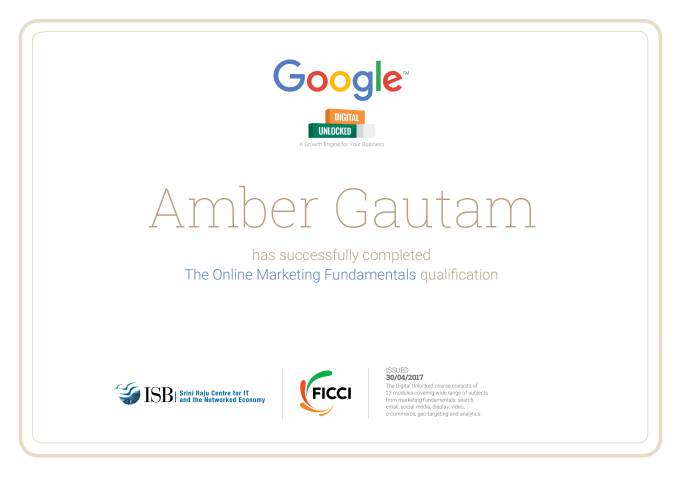 Google™
DIGITAL
UNLOCKED
A Growth Engine for Your Business
Amber Gautam
has successfully completed
The Online Marketing Fundamentals qualification
ISB Srini Raju Centre for IT
and the Networked Economy
FICCI
ISSUED:
30/04/2017
The Digital Unlocked course consists of
23 modules covering wide range of subjects
from marketing fundamentals: search,
email, social media, display, video,
e-commerce, geo-targeting and analytics